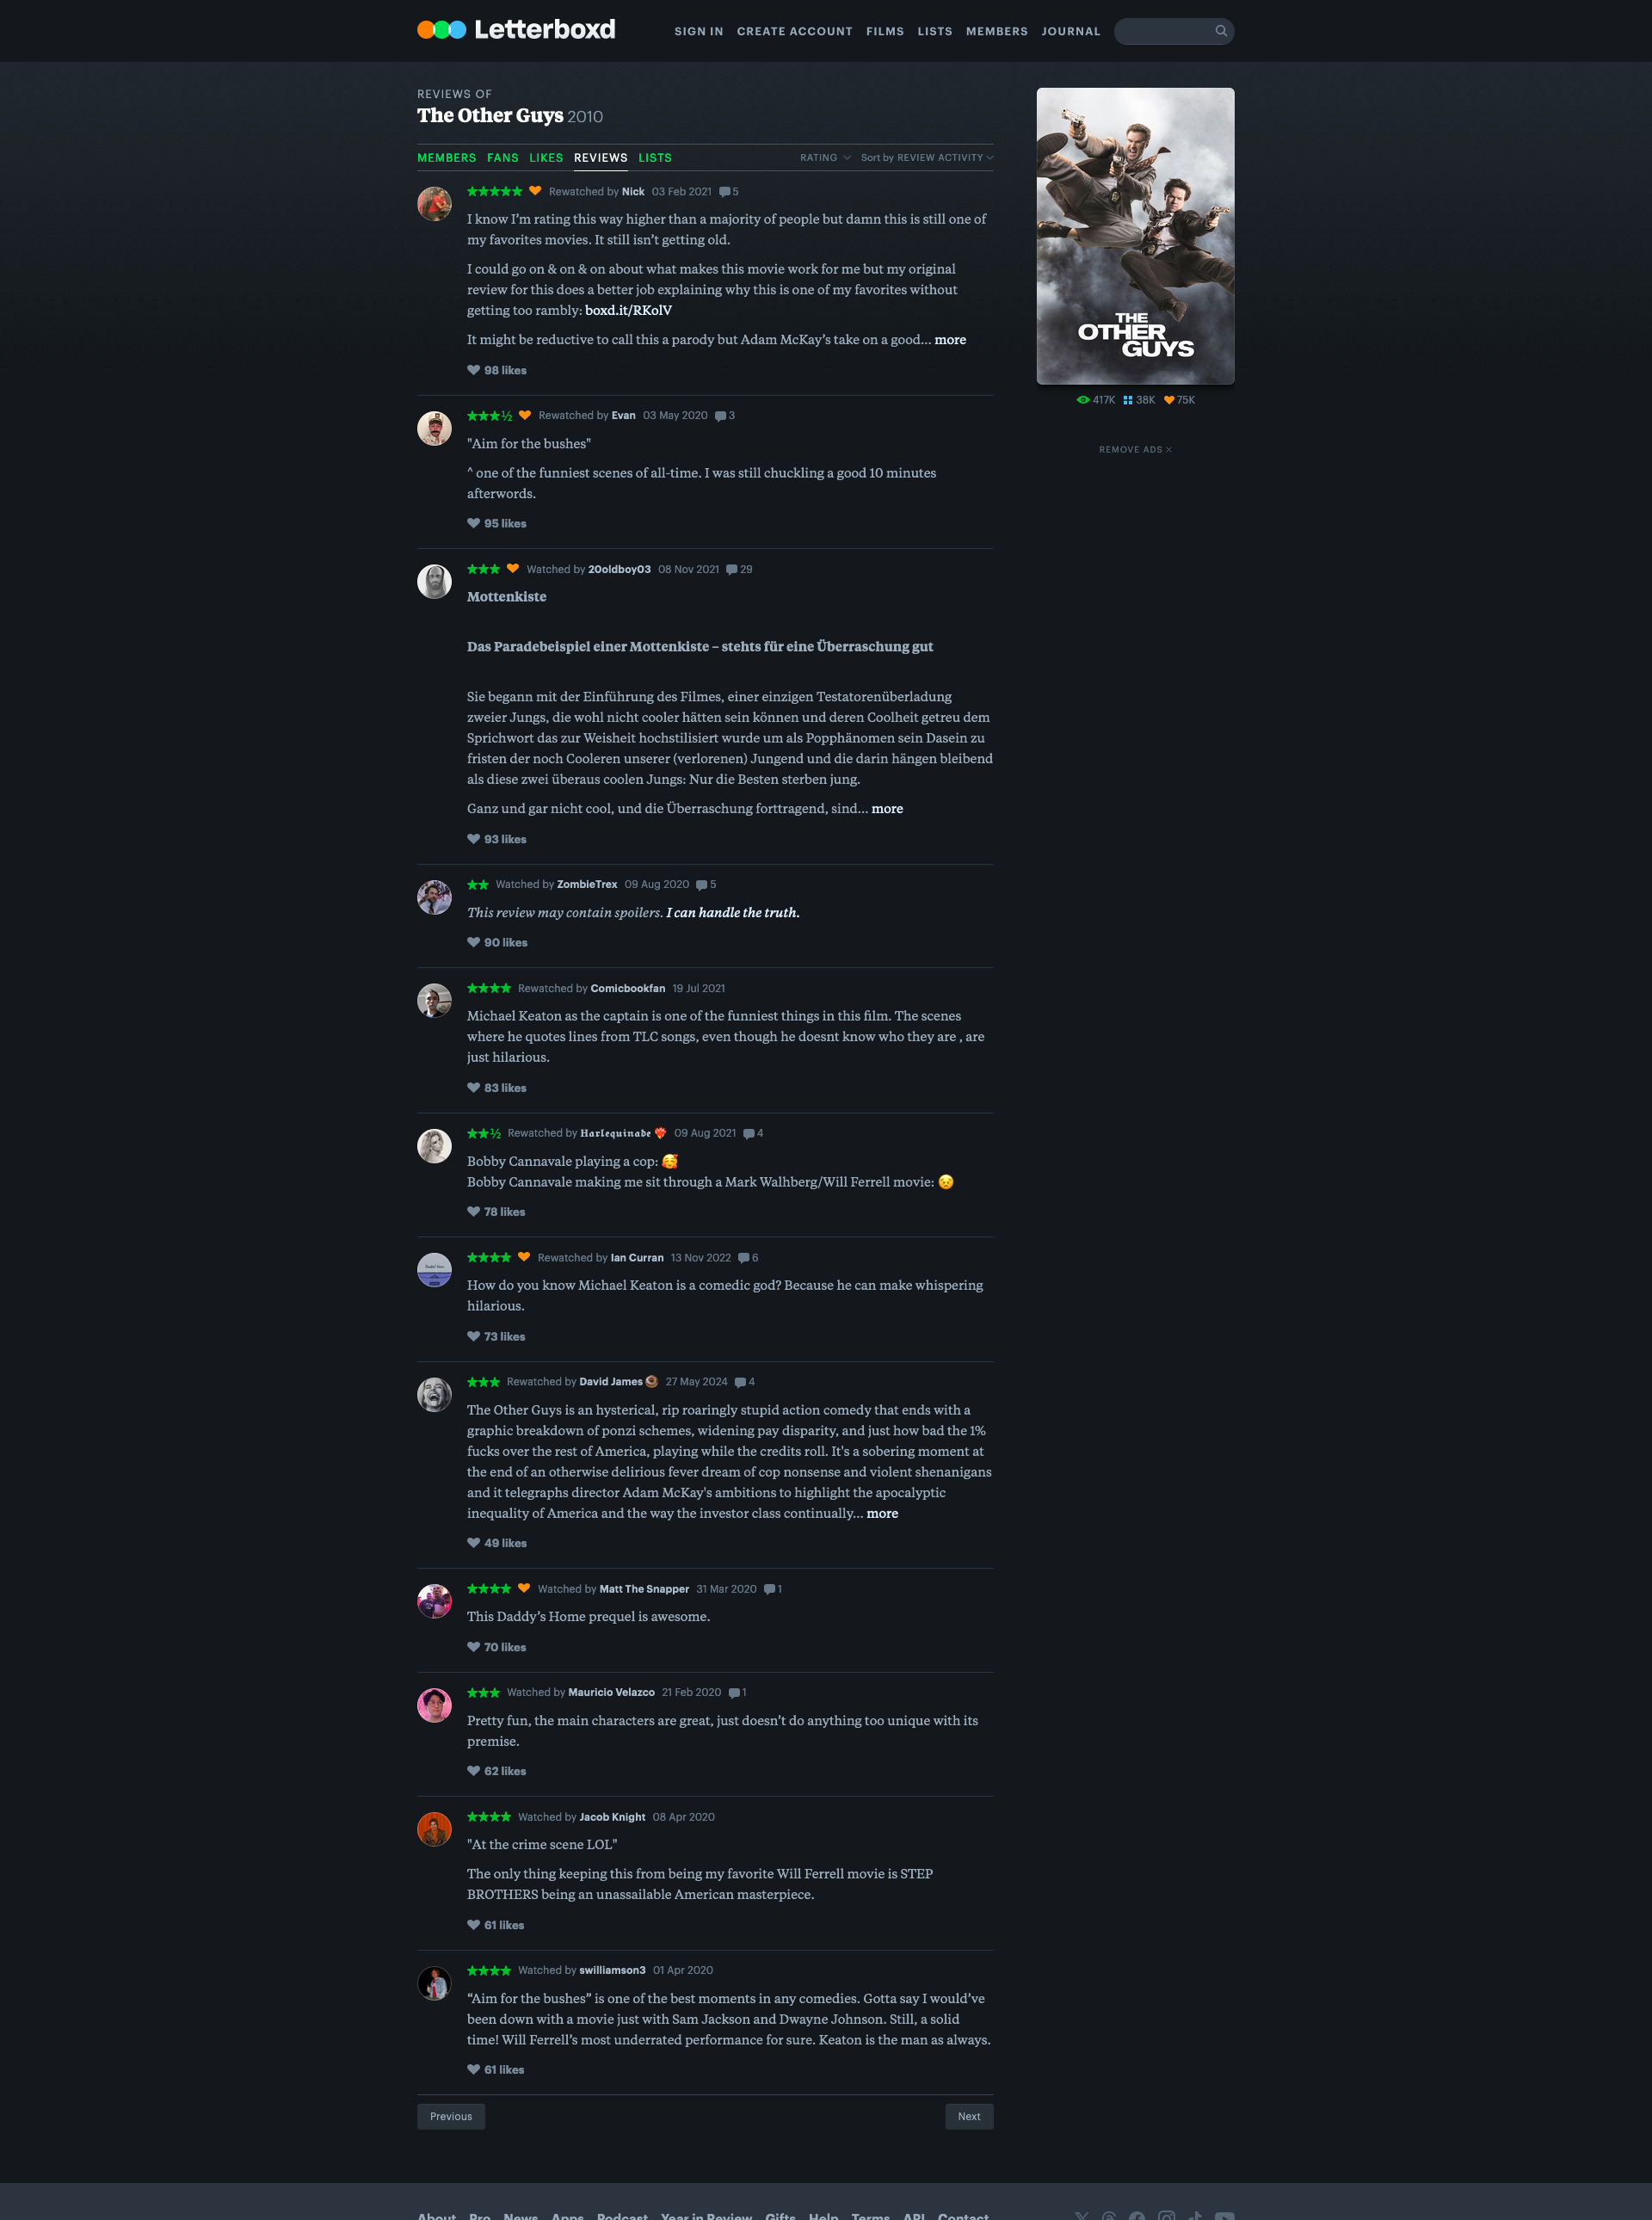 Letterboxd
SIGN IN CREATE ACCOUNT FILMS LISTS MEMBERS JOURNAL
REVIEWS OF
The Other Guys 2010
MEMBERS FANS LIKES REVIEWS LISTS
RATING Sort by REVIEW ACTIVITY
★★★★★ Rewatched by Nick 03 Feb 2021 5
I know I’m rating this way higher than a majority of people but damn this is still one of
my favorites movies. It still isn’t getting old.
I could go on & on & on about what makes this movie work for me but my original
review for this does a better job explaining why this is one of my favorites without
getting too rambly: boxd.it/RKolV
It might be reductive to call this a parody but Adam McKay’s take on a good… more
98 likes
★★★½ Rewatched by Evan 03 May 2020 3
"Aim for the bushes"
^ one of the funniest scenes of all-time. I was still chuckling a good 10 minutes
afterwords.
95 likes
★★★ Watched by 20oldboy03 08 Nov 2021 29
Mottenkiste
Das Paradebeispiel einer Mottenkiste – stehts für eine Überraschung gut
Sie begann mit der Einführung des Filmes, einer einzigen Testatorenüberladung
zweier Jungs, die wohl nicht cooler hätten sein können und deren Coolheit getreu dem
Sprichwort das zur Weisheit hochstilisiert wurde um als Popphänomen sein Dasein zu
fristen der noch Cooleren unserer (verlorenen) Jungend und die darin hängen bleibend
als diese zwei überaus coolen Jungs: Nur die Besten sterben jung.
Ganz und gar nicht cool, und die Überraschung forttragend, sind… more
93 likes
★★ Watched by ZombieTrex 09 Aug 2020 5
This review may contain spoilers. I can handle the truth.
90 likes
★★★★ Rewatched by Comicbookfan 19 Jul 2021
Michael Keaton as the captain is one of the funniest things in this film. The scenes
where he quotes lines from TLC songs, even though he doesnt know who they are , are
just hilarious.
83 likes
★★½ Rewatched by 𝕳𝖆𝖗𝖑𝖊𝖖𝖚𝖎𝖓𝖆𝖉𝖊 ❤️‍🔥 09 Aug 2021 4
Bobby Cannavale playing a cop: 🥰
Bobby Cannavale making me sit through a Mark Walhberg/Will Ferrell movie: 😣
78 likes
★★★★ Rewatched by Ian Curran 13 Nov 2022 6
How do you know Michael Keaton is a comedic god? Because he can make whispering
hilarious.
73 likes
★★★ Rewatched by David James 🍩 27 May 2024 4
The Other Guys is an hysterical, rip roaringly stupid action comedy that ends with a
graphic breakdown of ponzi schemes, widening pay disparity, and just how bad the 1%
fucks over the rest of America, playing while the credits roll. It's a sobering moment at
the end of an otherwise delirious fever dream of cop nonsense and violent shenanigans
and it telegraphs director Adam McKay's ambitions to highlight the apocalyptic
inequality of America and the way the investor class continually… more
49 likes
★★★★ Watched by Matt The Snapper 31 Mar 2020 1
This Daddy’s Home prequel is awesome.
70 likes
★★★ Watched by Mauricio Velazco 21 Feb 2020 1
Pretty fun, the main characters are great, just doesn’t do anything too unique with its
premise.
62 likes
★★★★ Watched by Jacob Knight 08 Apr 2020
"At the crime scene LOL"
The only thing keeping this from being my favorite Will Ferrell movie is STEP
BROTHERS being an unassailable American masterpiece.
61 likes
★★★★ Watched by swilliamson3 01 Apr 2020
“Aim for the bushes” is one of the best moments in any comedies. Gotta say I would’ve
been down with a movie just with Sam Jackson and Dwayne Johnson. Still, a solid
time! Will Ferrell’s most underrated performance for sure. Keaton is the man as always.
61 likes
Previous
Next
THE
OTHER
GUYS
417K 38K 75K
REMOVE ADS
About Pro News Apps Podcast Year in Review Gifts Help Terms API Contact